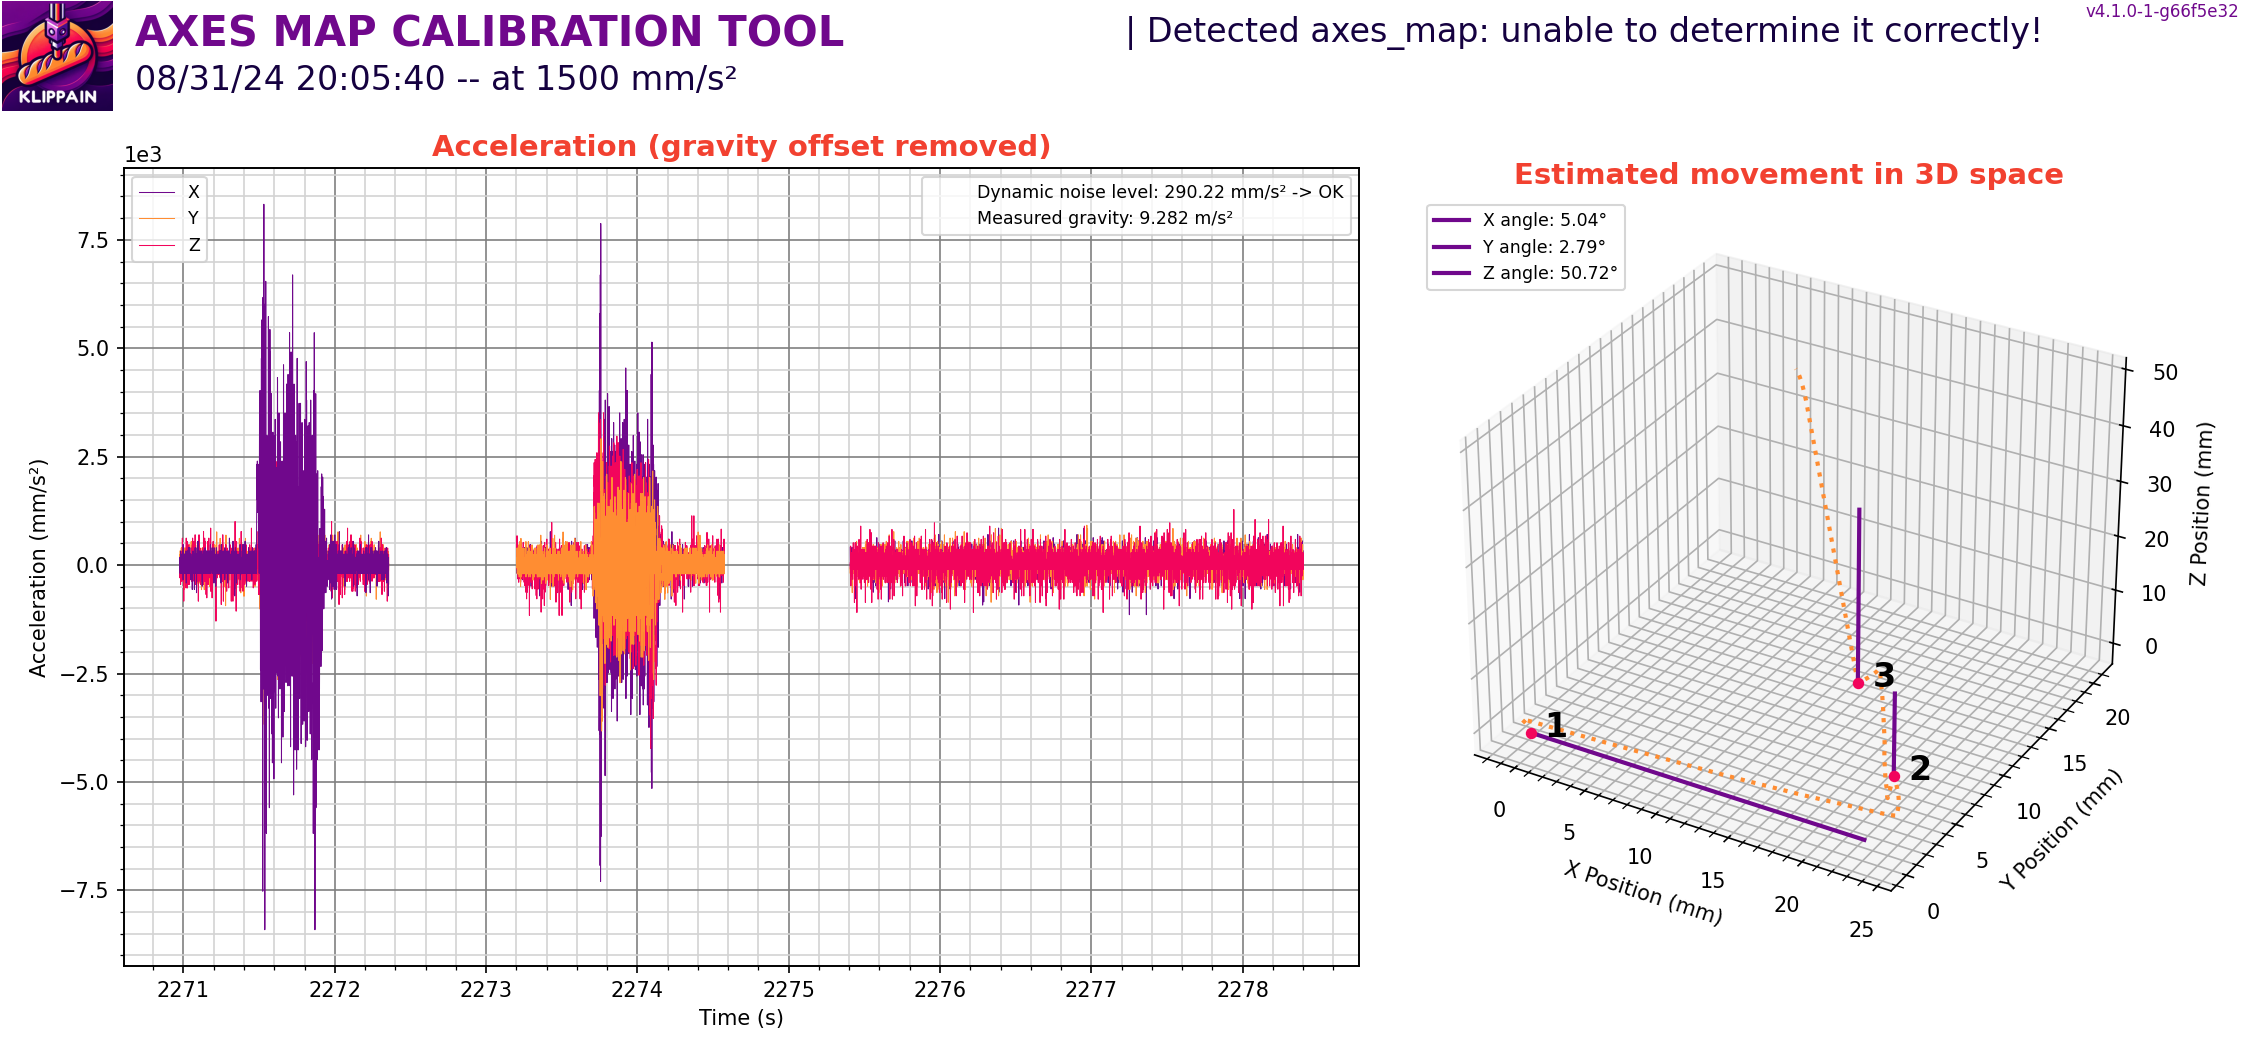 AXES MAP CALIBRATION TOOL
| Detected axes_map: unable to determine it correctly!
v4.1.0-1-g66f5e32
08/31/24 20:05:40 -- at 1500 mm/s²
KLIPPAIN
Acceleration (gravity offset removed)
1e3
X
Y
Z
Dynamic noise level: 290.22 mm/s² -> OK
Measured gravity: 9.282 m/s²
7.5
5.0
2.5
0.0
−2.5
−5.0
−7.5
Acceleration (mm/s²)
2271
2272
2273
2274
2275
2276
2277
2278
Time (s)
Estimated movement in 3D space
X angle: 5.04°
Y angle: 2.79°
Z angle: 50.72°
1
2
3
0
5
10
15
20
25
X Position (mm)
0
5
10
15
20
Y Position (mm)
50
40
30
20
10
0
Z Position (mm)